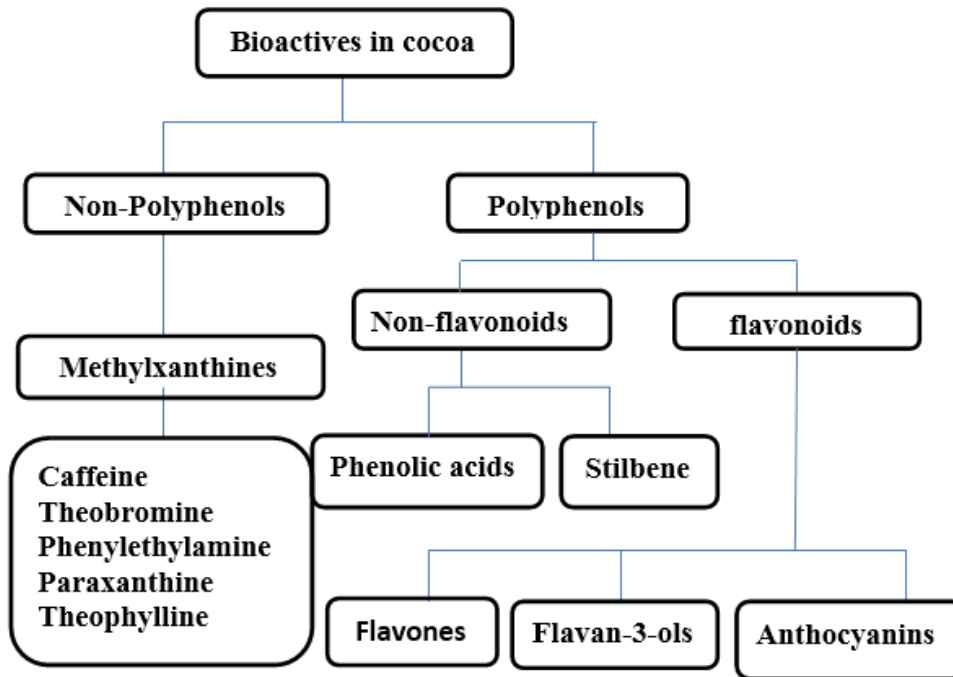 Bioactives in cocoa
Non-Polyphenols
Polyphenols
Non-flavonoids
flavonoids
Methylxanthines
Phenolic acids
Stilbene
Caffeine
Theobromine
Phenylethylamine
Paraxanthine
Theophylline
Flavones
Flavan-3-ols
Anthocyanins